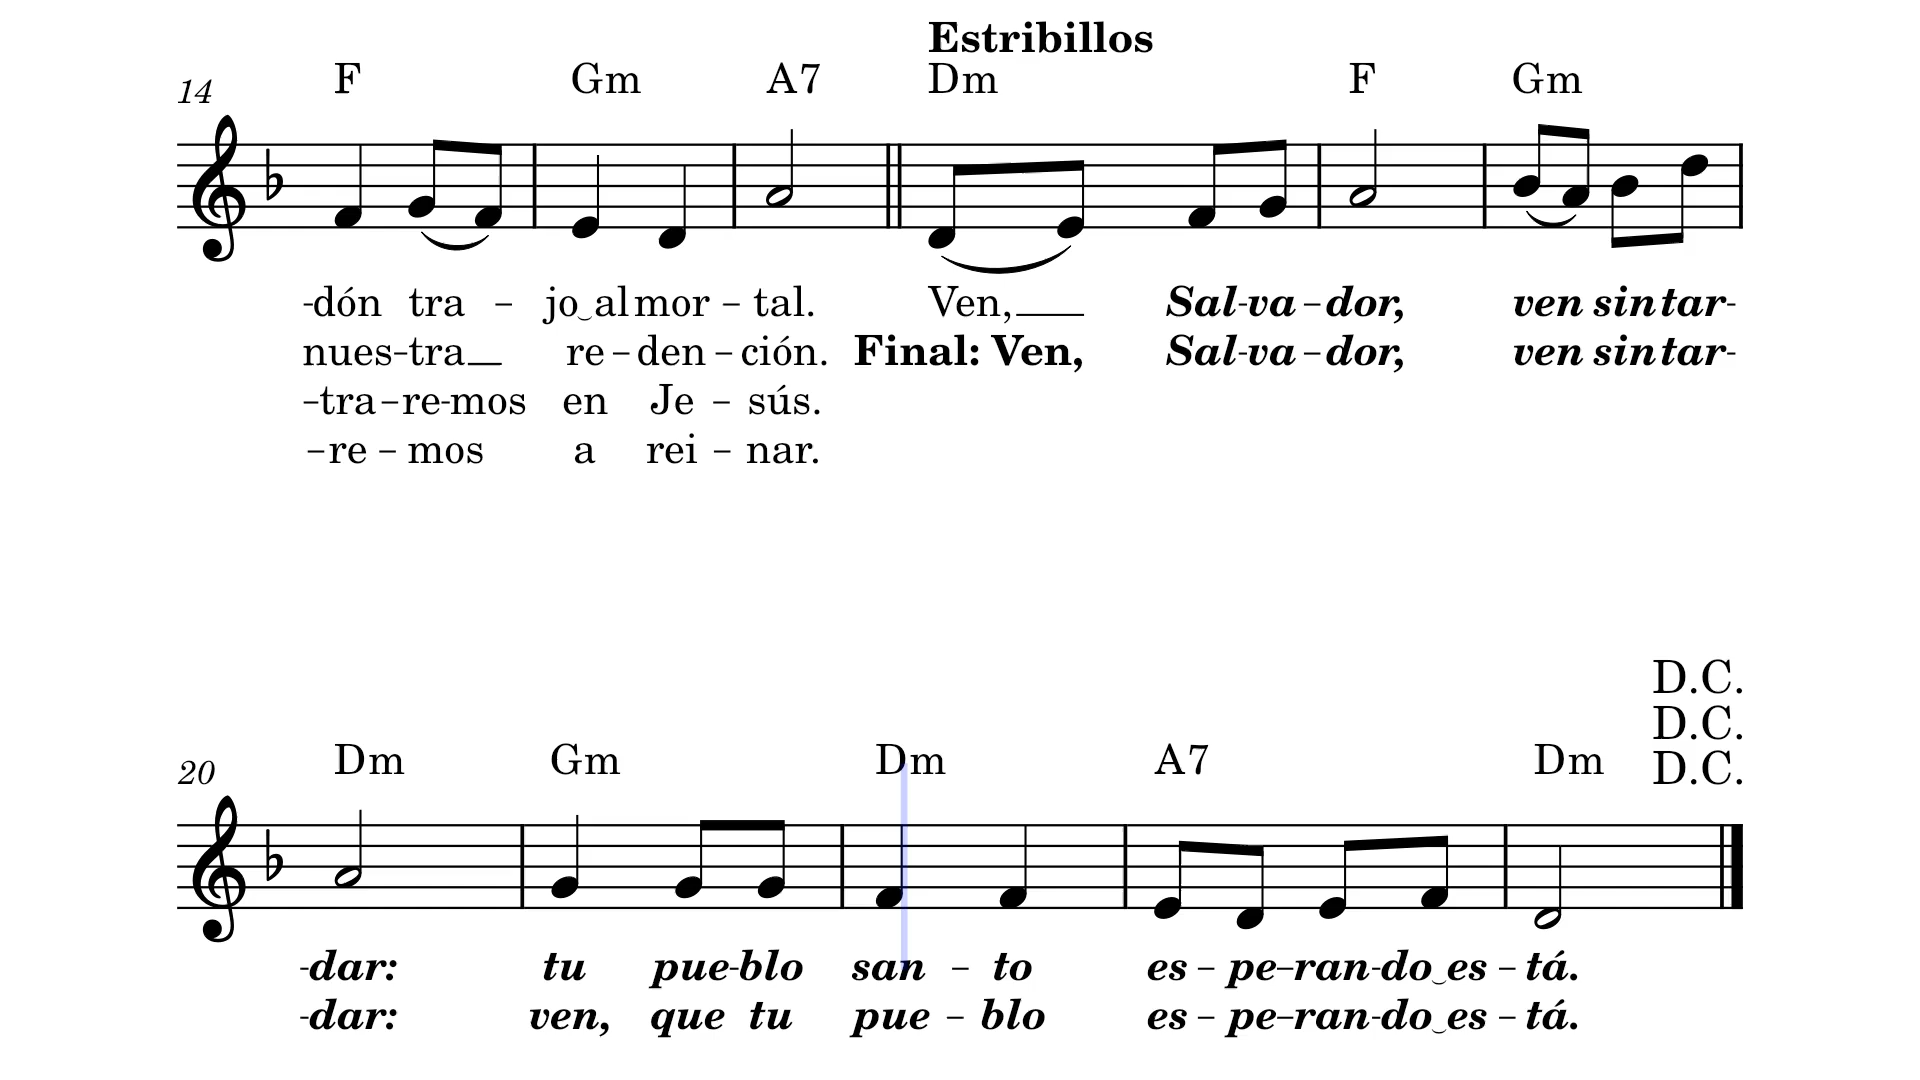 Estribillos
14 F Gm A7 Dm F Gm
-dón tra - jo‿al mor - tal. Ven, Sal-va-dor, ven sin tar-
nues-tra re-den-ción. Final: Ven, Sal-va-dor, ven sin tar-
-tra-re-mos en Je - sús.
-re-mos a rei - nar.
D.C.
D.C.
D.C.
20 Dm Gm Dm A7 Dm
-dar: tu pue-blo san - to es-pe-ran-do‿es-tá.
-dar: ven, que tu pue - blo es-pe-ran-do‿es-tá.